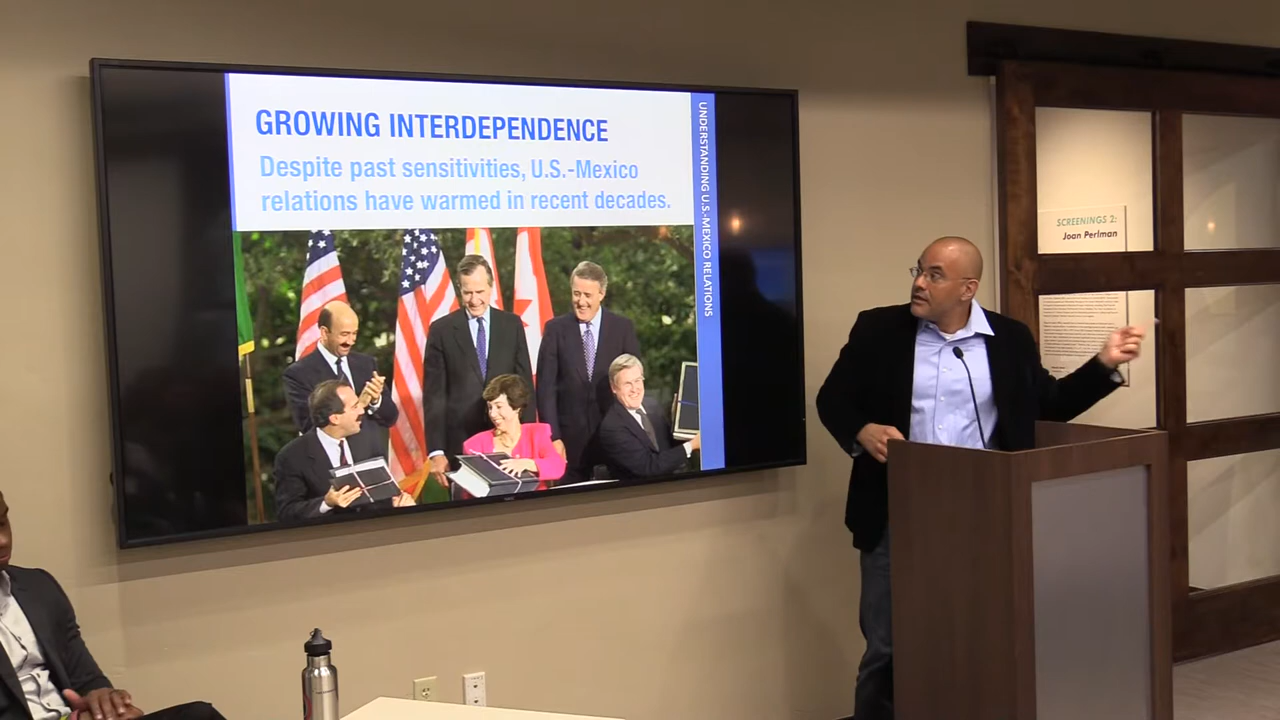 GROWING INTERDEPENDENCE
Despite past sensitivities, U.S.-Mexico
relations have warmed in recent decades.
UNDERSTANDING U.S.-MEXICO RELATIONS
SCREENINGS 2:
Joan Perlman